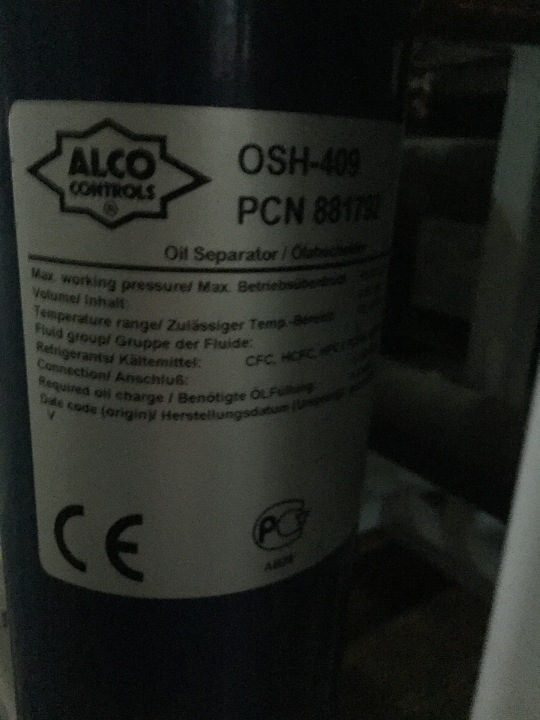 ALCO
CONTROLS
®
OSH-409
PCN 881792
Oil Separator / Ölabscheider
Max. working pressure/ Max. Betriebsüberdruck
Volume/ Inhalt:
Temperature range/ Zulässiger Temp.-Bereich
Fluid group/ Gruppe der Fluide:
Refrigerants/ Kältemittel: CFC, HCFC,
Connection/ Anschluß:
Required oil charge / Benötigte ÖLFüllung
Date code (origin)/ Herstellungsdatum
V
CE